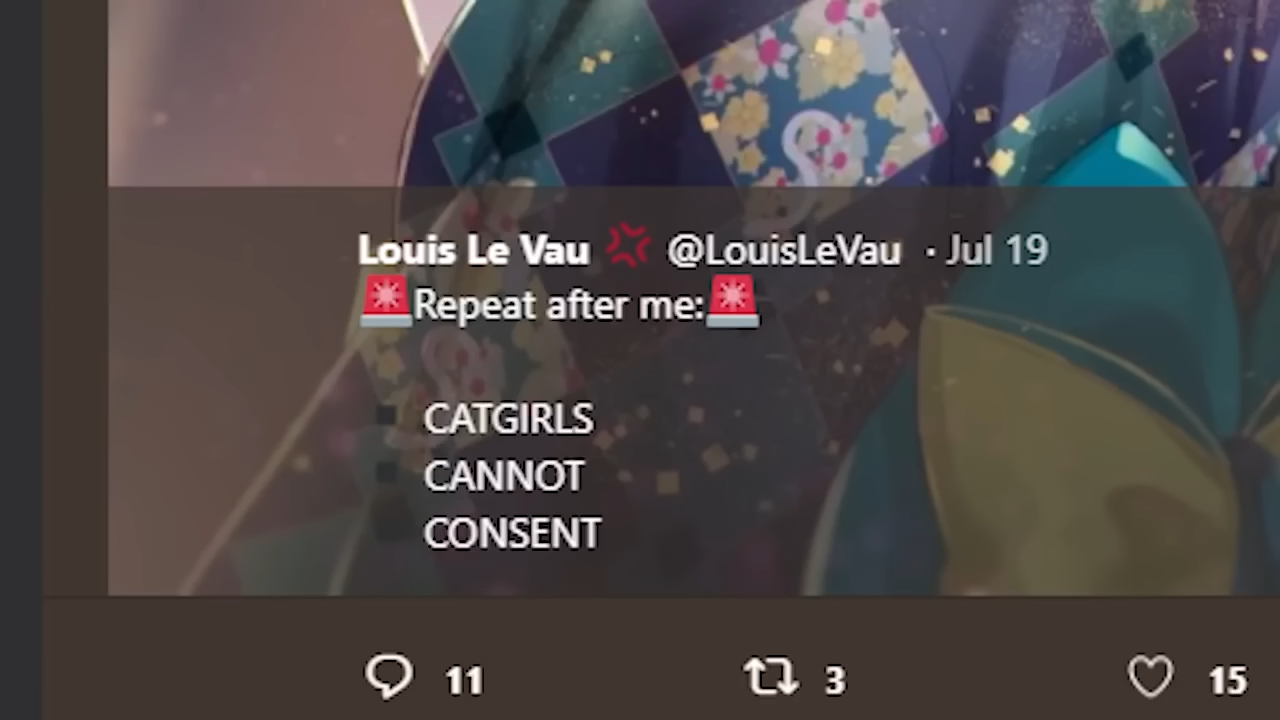 Louis Le Vau 💢 @LouisLeVau · Jul 19
🚨Repeat after me:🚨
CATGIRLS
CANNOT
CONSENT
11 3 15